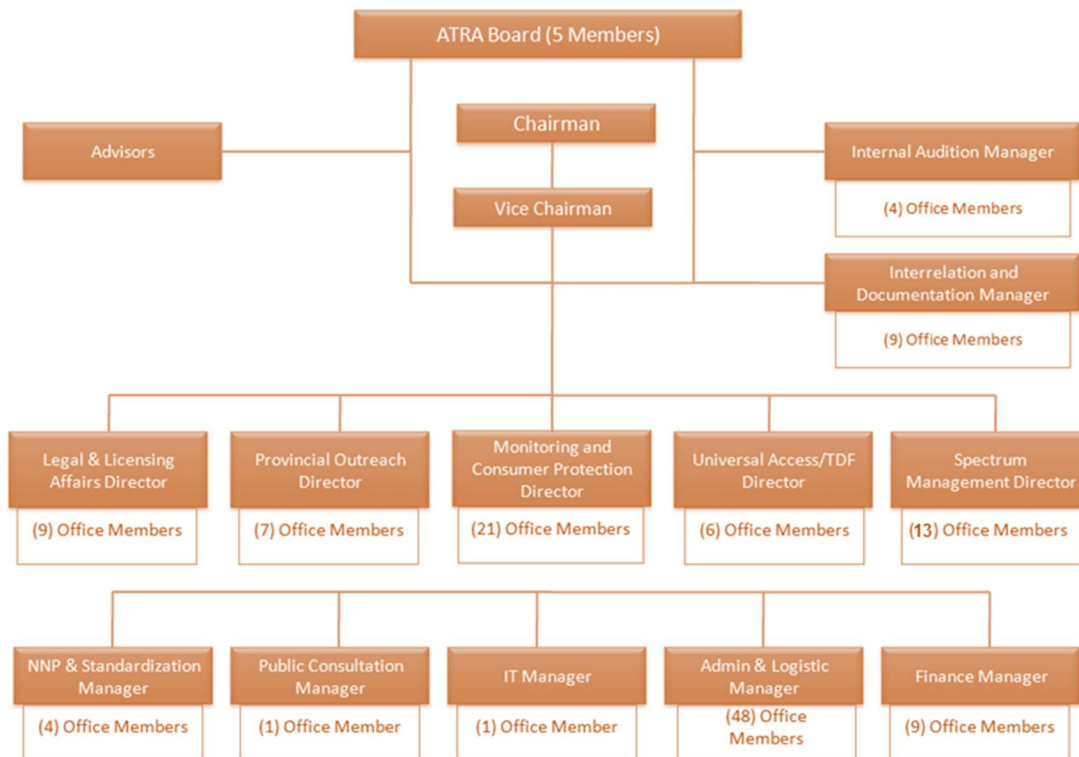 ATRA Board (5 Members)
Chairman
Advisors
Internal Audition Manager
(4) Office Members
Vice Chairman
Interrelation and
Documentation Manager
(9) Office Members
Legal & Licensing
Affairs Director
(9) Office Members
Provincial Outreach
Director
(7) Office Members
Monitoring and
Consumer Protection
Director
(21) Office Members
Universal Access/TDF
Director
(6) Office Members
Spectrum
Management Director
(13) Office Members
NNP & Standardization
Manager
(4) Office Members
Public Consultation
Manager
(1) Office Member
IT Manager
(1) Office Member
Admin & Logistic
Manager
(48) Office
Members
Finance Manager
(9) Office Members